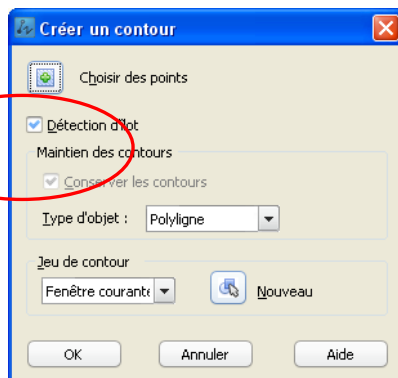 Créer un contour
Choisir des points
Détection d'îlot
Maintien des contours
Conserver les contours
Type d'objet : Polyligne
Jeu de contour
Fenêtre courante Nouveau
OK Annuler Aide